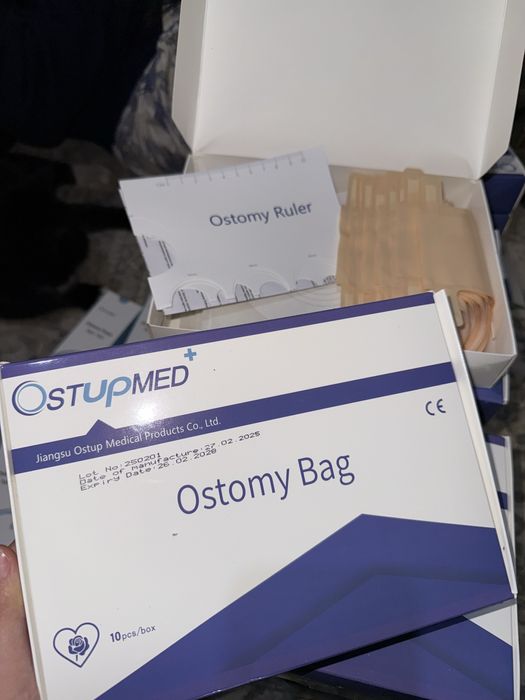 Ostomy Ruler
OSTUPMED
Jiangsu Ostup Medical Products Co., Ltd.
CE
Lot No:250201
Date of manufacture:27.02.2025
Expiry Date:26.02.2028
Ostomy Bag
10pcs/box